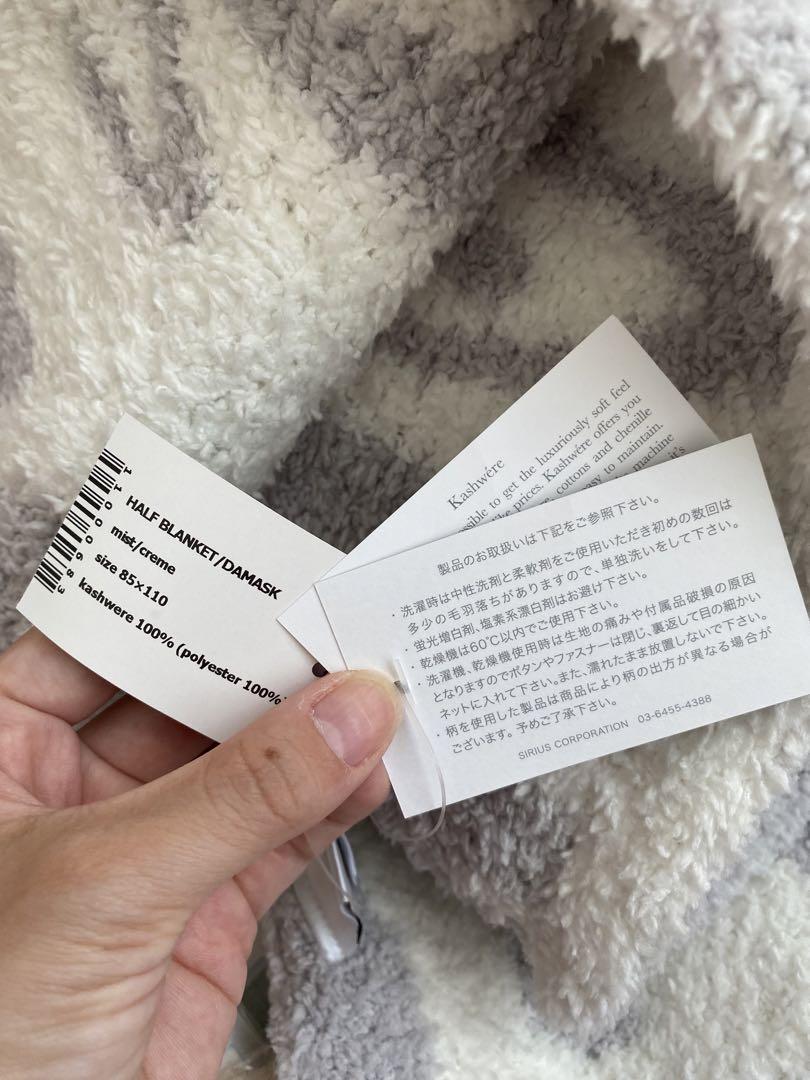 HALF BLANKET/DAMASK
mist/creme
size 85×110
kashwere 100% (polyester 100%
11000683
Kashwére
sible to get the luxuriously soft feel
prices. Kashwére offers you
cottons and chenille
easy to maintain.
machine
it's
製品のお取扱いは下記をご参照下さい。
・洗濯時は中性洗剤と柔軟剤をご使用いただき初めの数回は
多少の毛羽落ちがありますので、単独洗いをして下さい。
蛍光増白剤、塩素系漂白剤はお避け下さい。
・乾燥機は60℃以内でご使用下さい。
・洗濯機、乾燥機使用時は生地の痛みや付属品破損の原因
となりますのでボタンやファスナーは閉じ、裏返して目の細かい
ネットに入れて下さい。また、濡れたまま放置しないで下さい。
・柄を使用した製品は商品により柄の出方が異なる場合が
ございます。予めご了承下さい。
SIRIUS CORPORATION 03-6455-4388